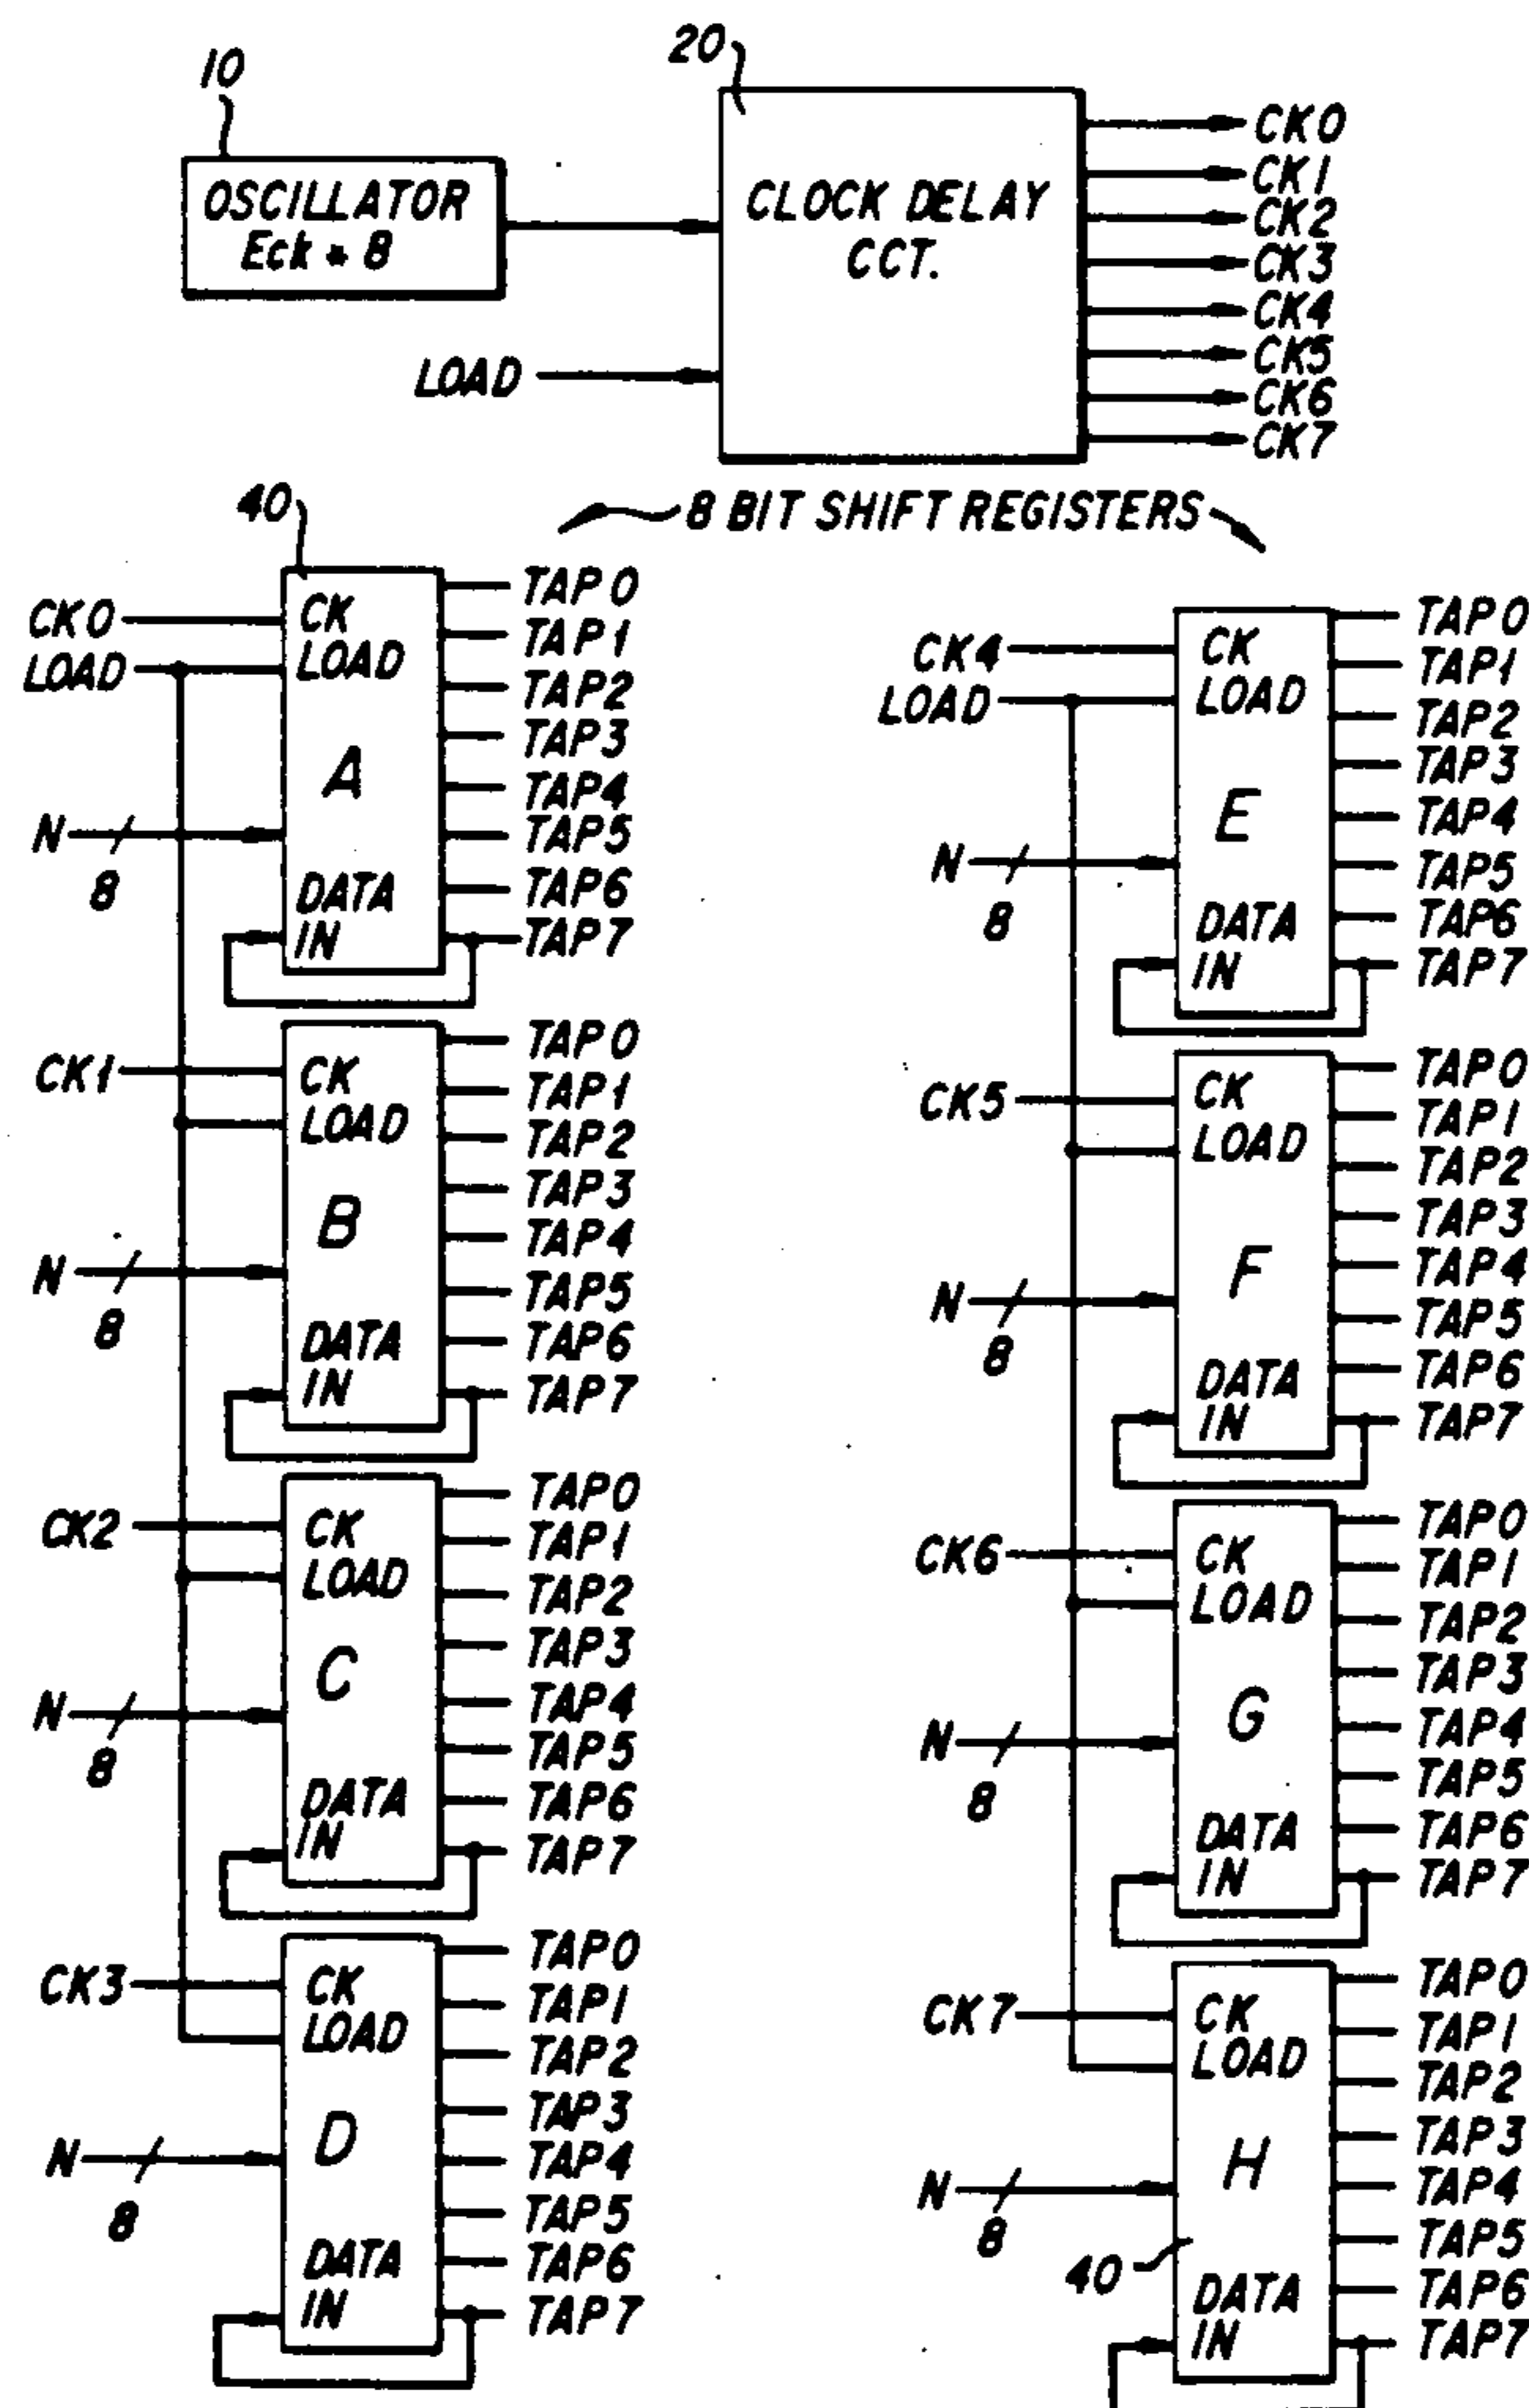 10
20
OSCILLATOR
Eck * 8
CLOCK DELAY
CCT.
LOAD
CK0
CK1
CK2
CK3
CK4
CK5
CK6
CK7
8 BIT SHIFT REGISTERS
40
CK0
LOAD
N
8
CK
LOAD
A
DATA
IN
TAP0
TAP1
TAP2
TAP3
TAP4
TAP5
TAP6
TAP7
CK1
N
8
CK
LOAD
B
DATA
IN
TAP0
TAP1
TAP2
TAP3
TAP4
TAP5
TAP6
TAP7
CK2
N
8
CK
LOAD
C
DATA
IN
TAP0
TAP1
TAP2
TAP3
TAP4
TAP5
TAP6
TAP7
CK3
N
8
CK
LOAD
D
DATA
IN
TAP0
TAP1
TAP2
TAP3
TAP4
TAP5
TAP6
TAP7
CK4
LOAD
N
8
CK
LOAD
E
DATA
IN
TAP0
TAP1
TAP2
TAP3
TAP4
TAP5
TAP6
TAP7
CK5
N
8
CK
LOAD
F
DATA
IN
TAP0
TAP1
TAP2
TAP3
TAP4
TAP5
TAP6
TAP7
CK6
N
8
CK
LOAD
G
DATA
IN
TAP0
TAP1
TAP2
TAP3
TAP4
TAP5
TAP6
TAP7
CK7
N
8
40
CK
LOAD
H
DATA
IN
TAP0
TAP1
TAP2
TAP3
TAP4
TAP5
TAP6
TAP7